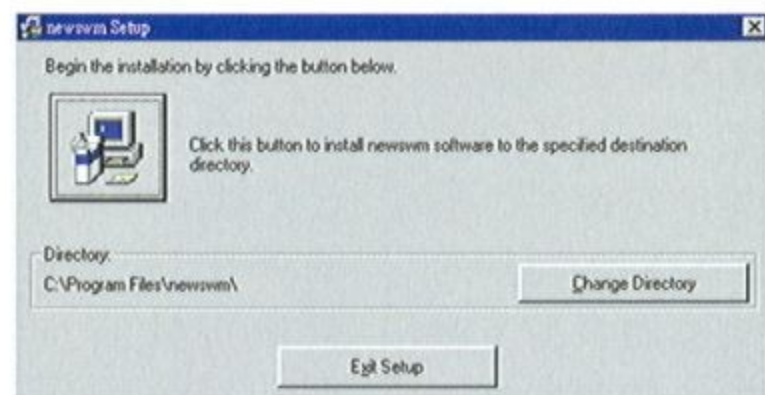 newswm Setup
Begin the installation by clicking the button below.
Click this button to install newswm software to the specified destination
directory.
Directory:
C:\Program Files\newswm\
Change Directory
Exit Setup